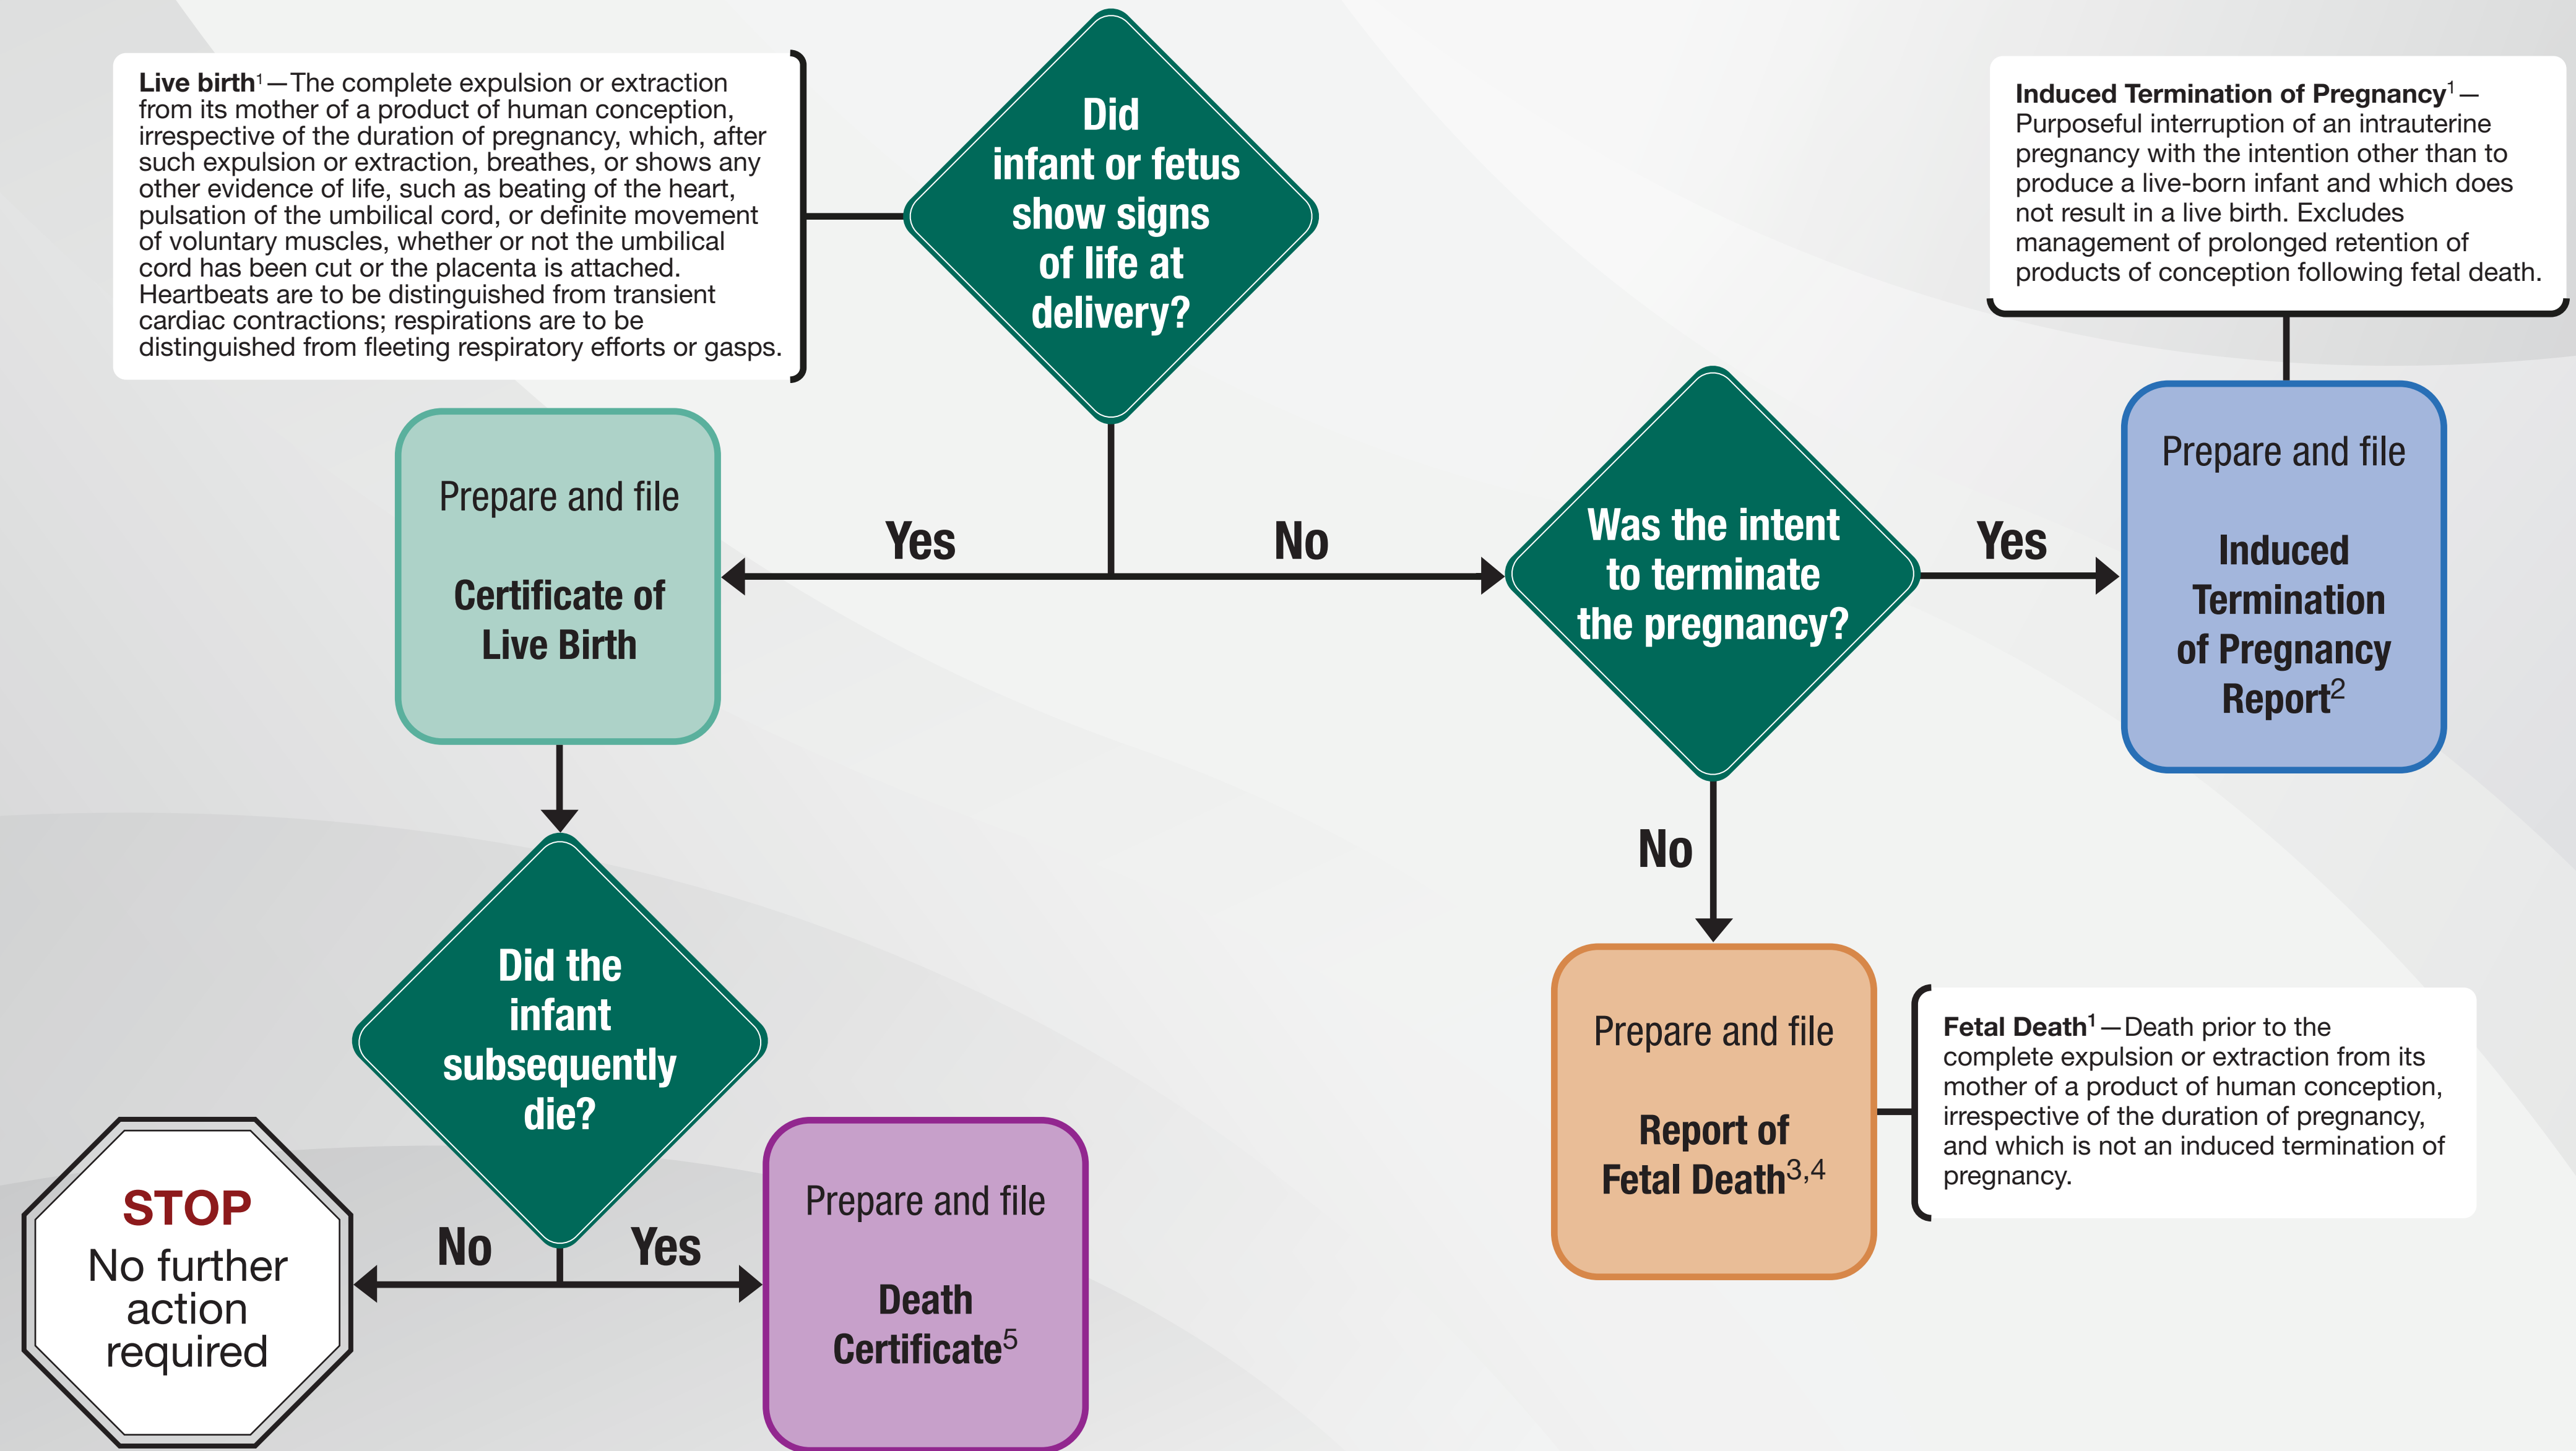 Live birth¹—The complete expulsion or extraction
from its mother of a product of human conception,
irrespective of the duration of pregnancy, which, after
such expulsion or extraction, breathes, or shows any
other evidence of life, such as beating of the heart,
pulsation of the umbilical cord, or definite movement
of voluntary muscles, whether or not the umbilical
cord has been cut or the placenta is attached.
Heartbeats are to be distinguished from transient
cardiac contractions; respirations are to be
distinguished from fleeting respiratory efforts or gasps.
Did
infant or fetus
show signs
of life at
delivery?
Induced Termination of Pregnancy¹—
Purposeful interruption of an intrauterine
pregnancy with the intention other than to
produce a live-born infant and which does
not result in a live birth. Excludes
management of prolonged retention of
products of conception following fetal death.
Yes
No
Prepare and file
Certificate of
Live Birth
Was the intent
to terminate
the pregnancy?
Yes
Prepare and file
Induced
Termination
of Pregnancy
Report²
No
Did the
infant
subsequently
die?
No
Yes
STOP
No further
action
required
Prepare and file
Death
Certificate⁵
Prepare and file
Report of
Fetal Death³,⁴
Fetal Death¹—Death prior to the
complete expulsion or extraction from its
mother of a product of human conception,
irrespective of the duration of pregnancy,
and which is not an induced termination of
pregnancy.